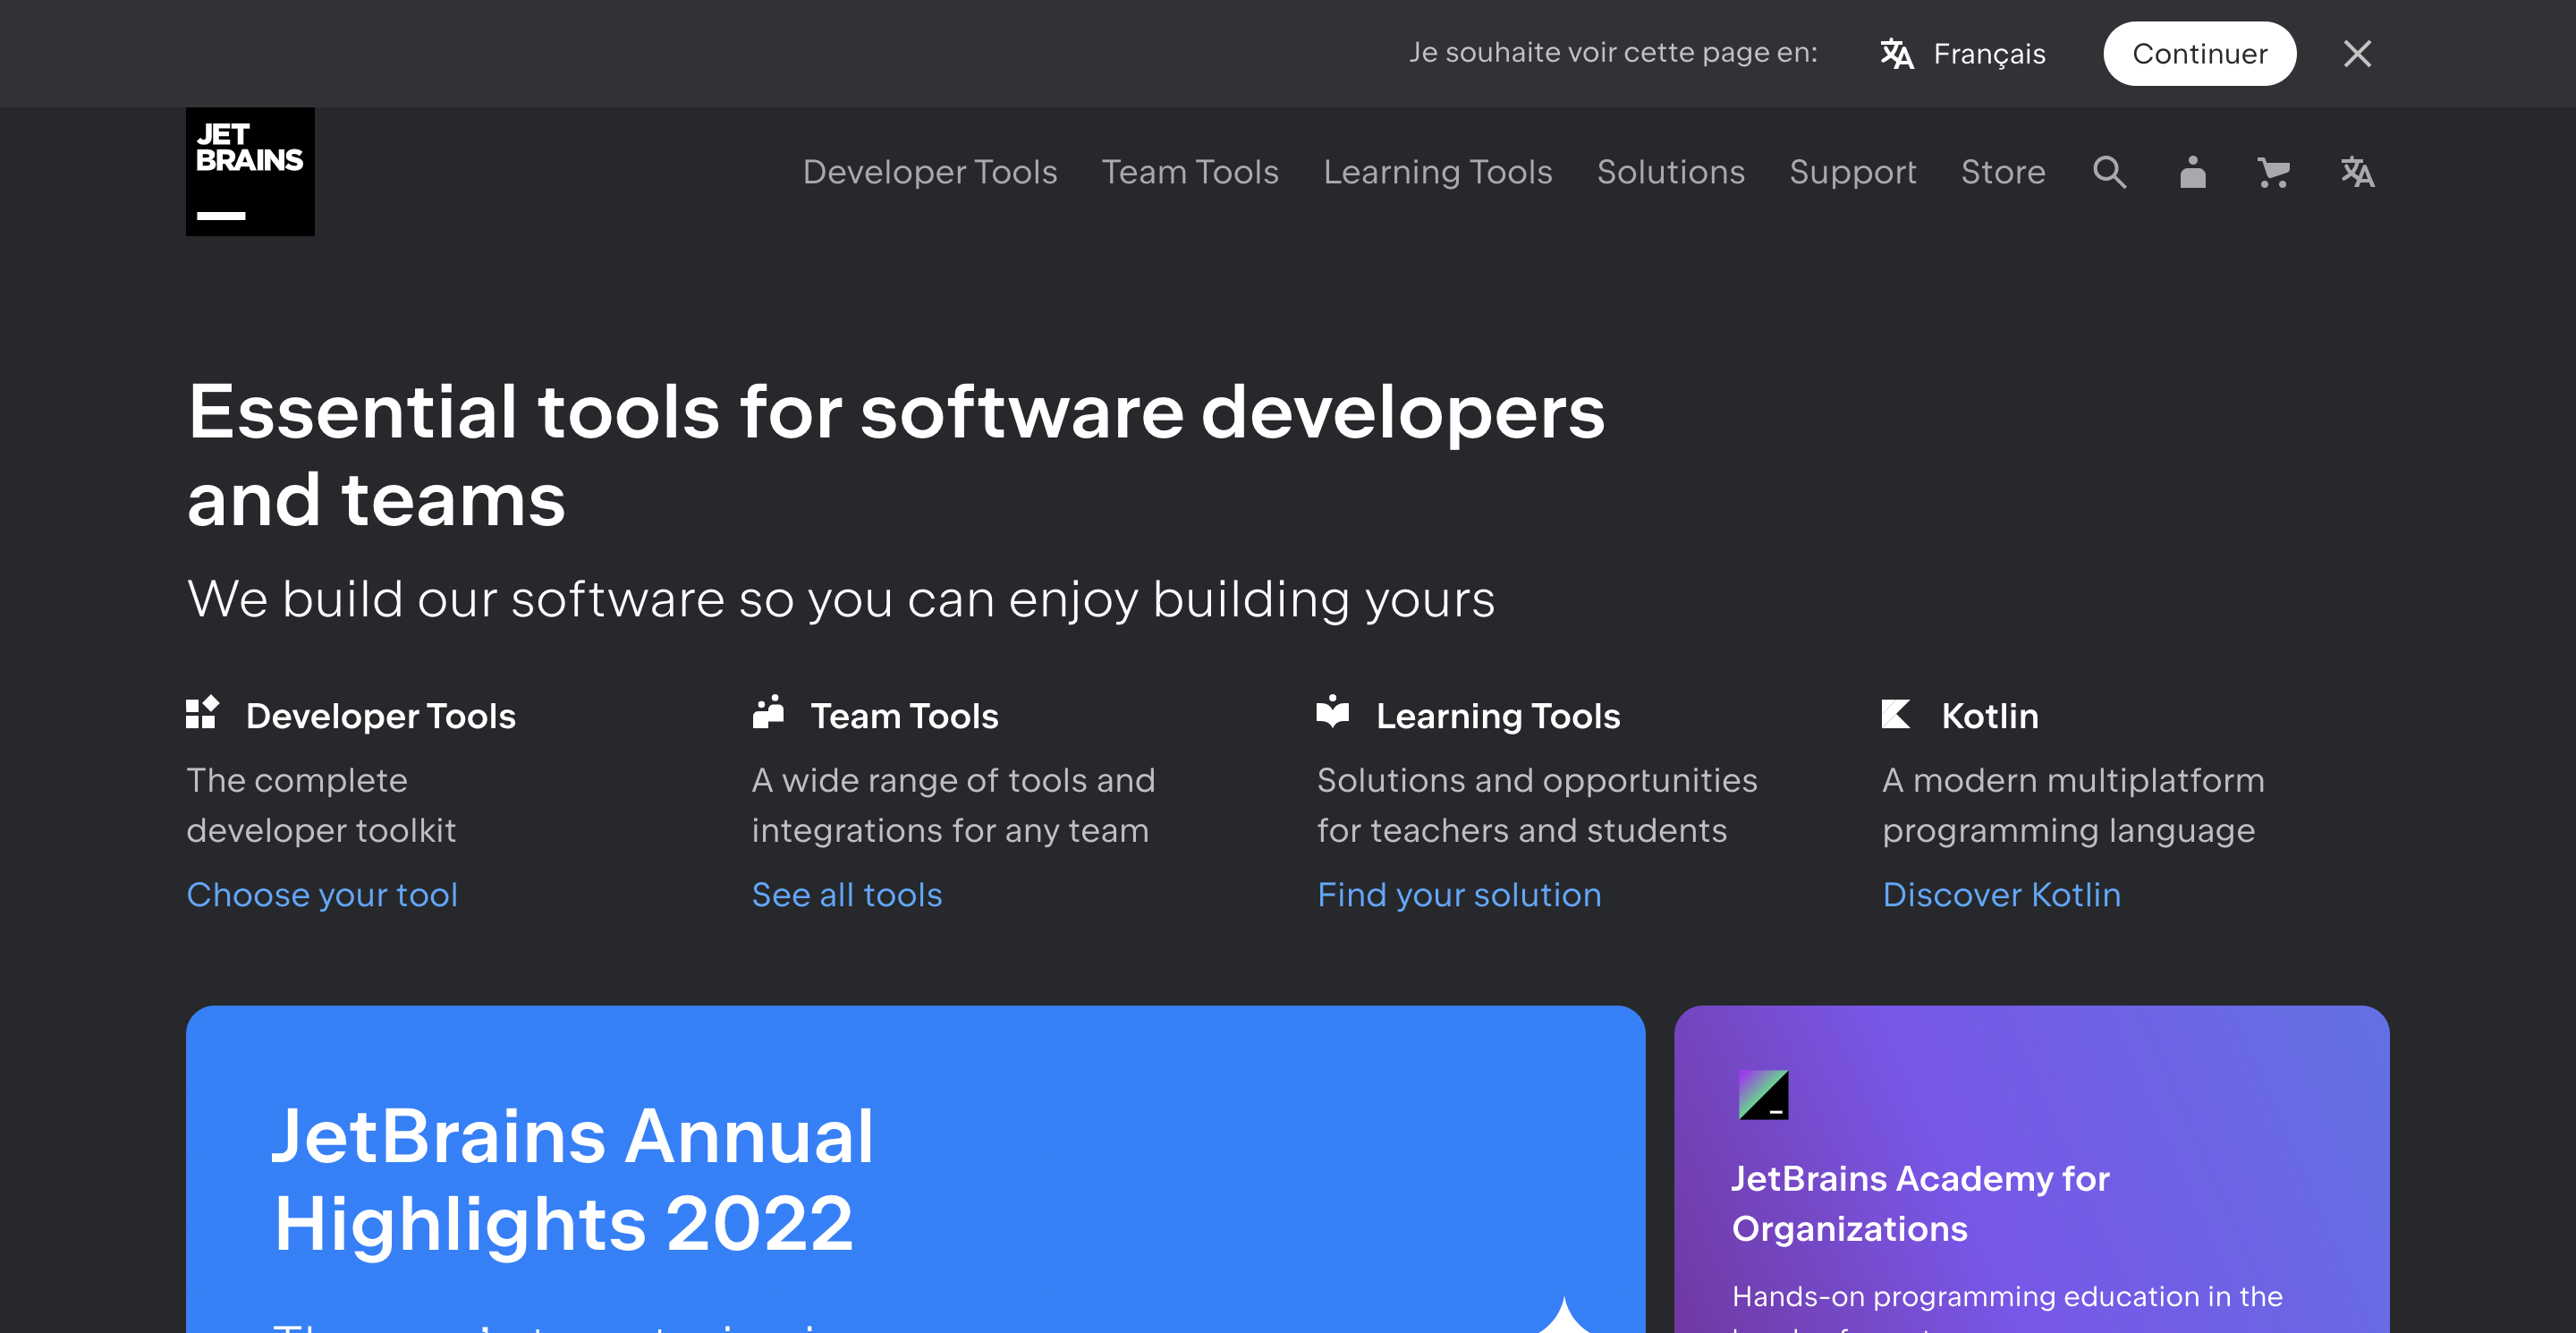 Je souhaite voir cette page en: Français Continuer
JET
BRAINS
Developer Tools Team Tools Learning Tools Solutions Support Store
Essential tools for software developers
and teams
We build our software so you can enjoy building yours
Developer Tools
The complete
developer toolkit
Choose your tool
Team Tools
A wide range of tools and
integrations for any team
See all tools
Learning Tools
Solutions and opportunities
for teachers and students
Find your solution
Kotlin
A modern multiplatform
programming language
Discover Kotlin
JetBrains Annual
Highlights 2022
JetBrains Academy for
Organizations
Hands-on programming education in the